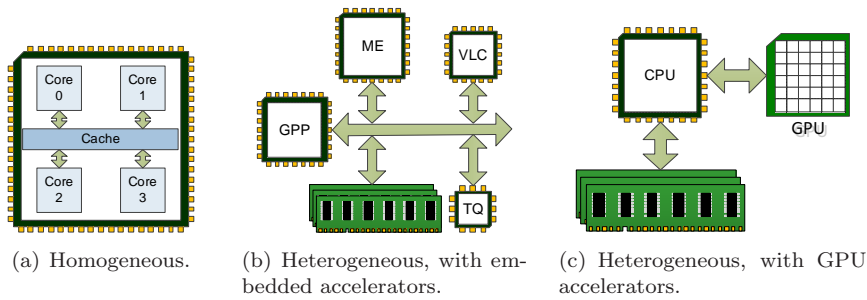 Core
0
Core
1
Cache
Core
2
Core
3
ME
VLC
GPP
TQ
CPU
GPU
(a) Homogeneous.
(b) Heterogeneous, with em-
bedded accelerators.
(c) Heterogeneous, with GPU
accelerators.